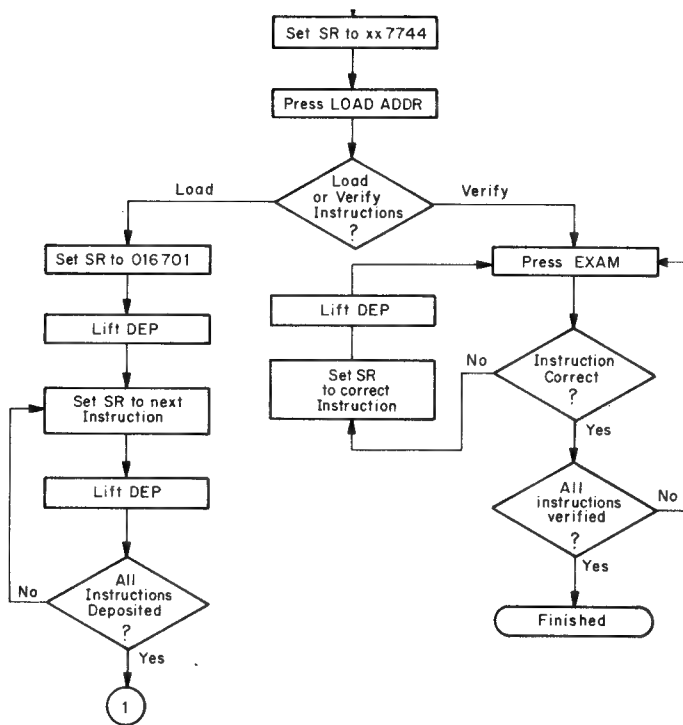 Set SR to xx7744
Press LOAD ADDR
Load
or Verify
Instructions
?
Load
Verify
Set SR to 016701
Lift DEP
Set SR to next
Instruction
Lift DEP
All
Instructions
Deposited
?
No
Yes
1
Press EXAM
Lift DEP
Set SR
to correct
Instruction
No
Instruction
Correct
?
Yes
All
instructions
verified
?
No
Yes
Finished